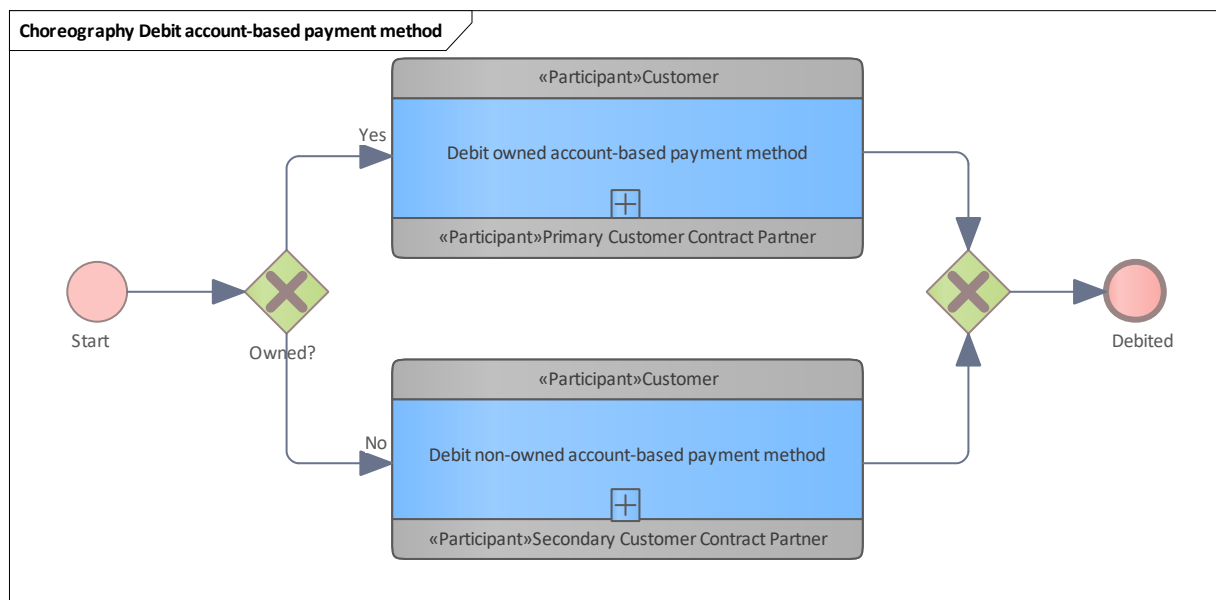 Choreography Debit account-based payment method
«Participant»Customer
Yes
Debit owned account-based payment method
«Participant»Primary Customer Contract Partner
Start
Owned?
Debited
«Participant»Customer
No
Debit non-owned account-based payment method
«Participant»Secondary Customer Contract Partner